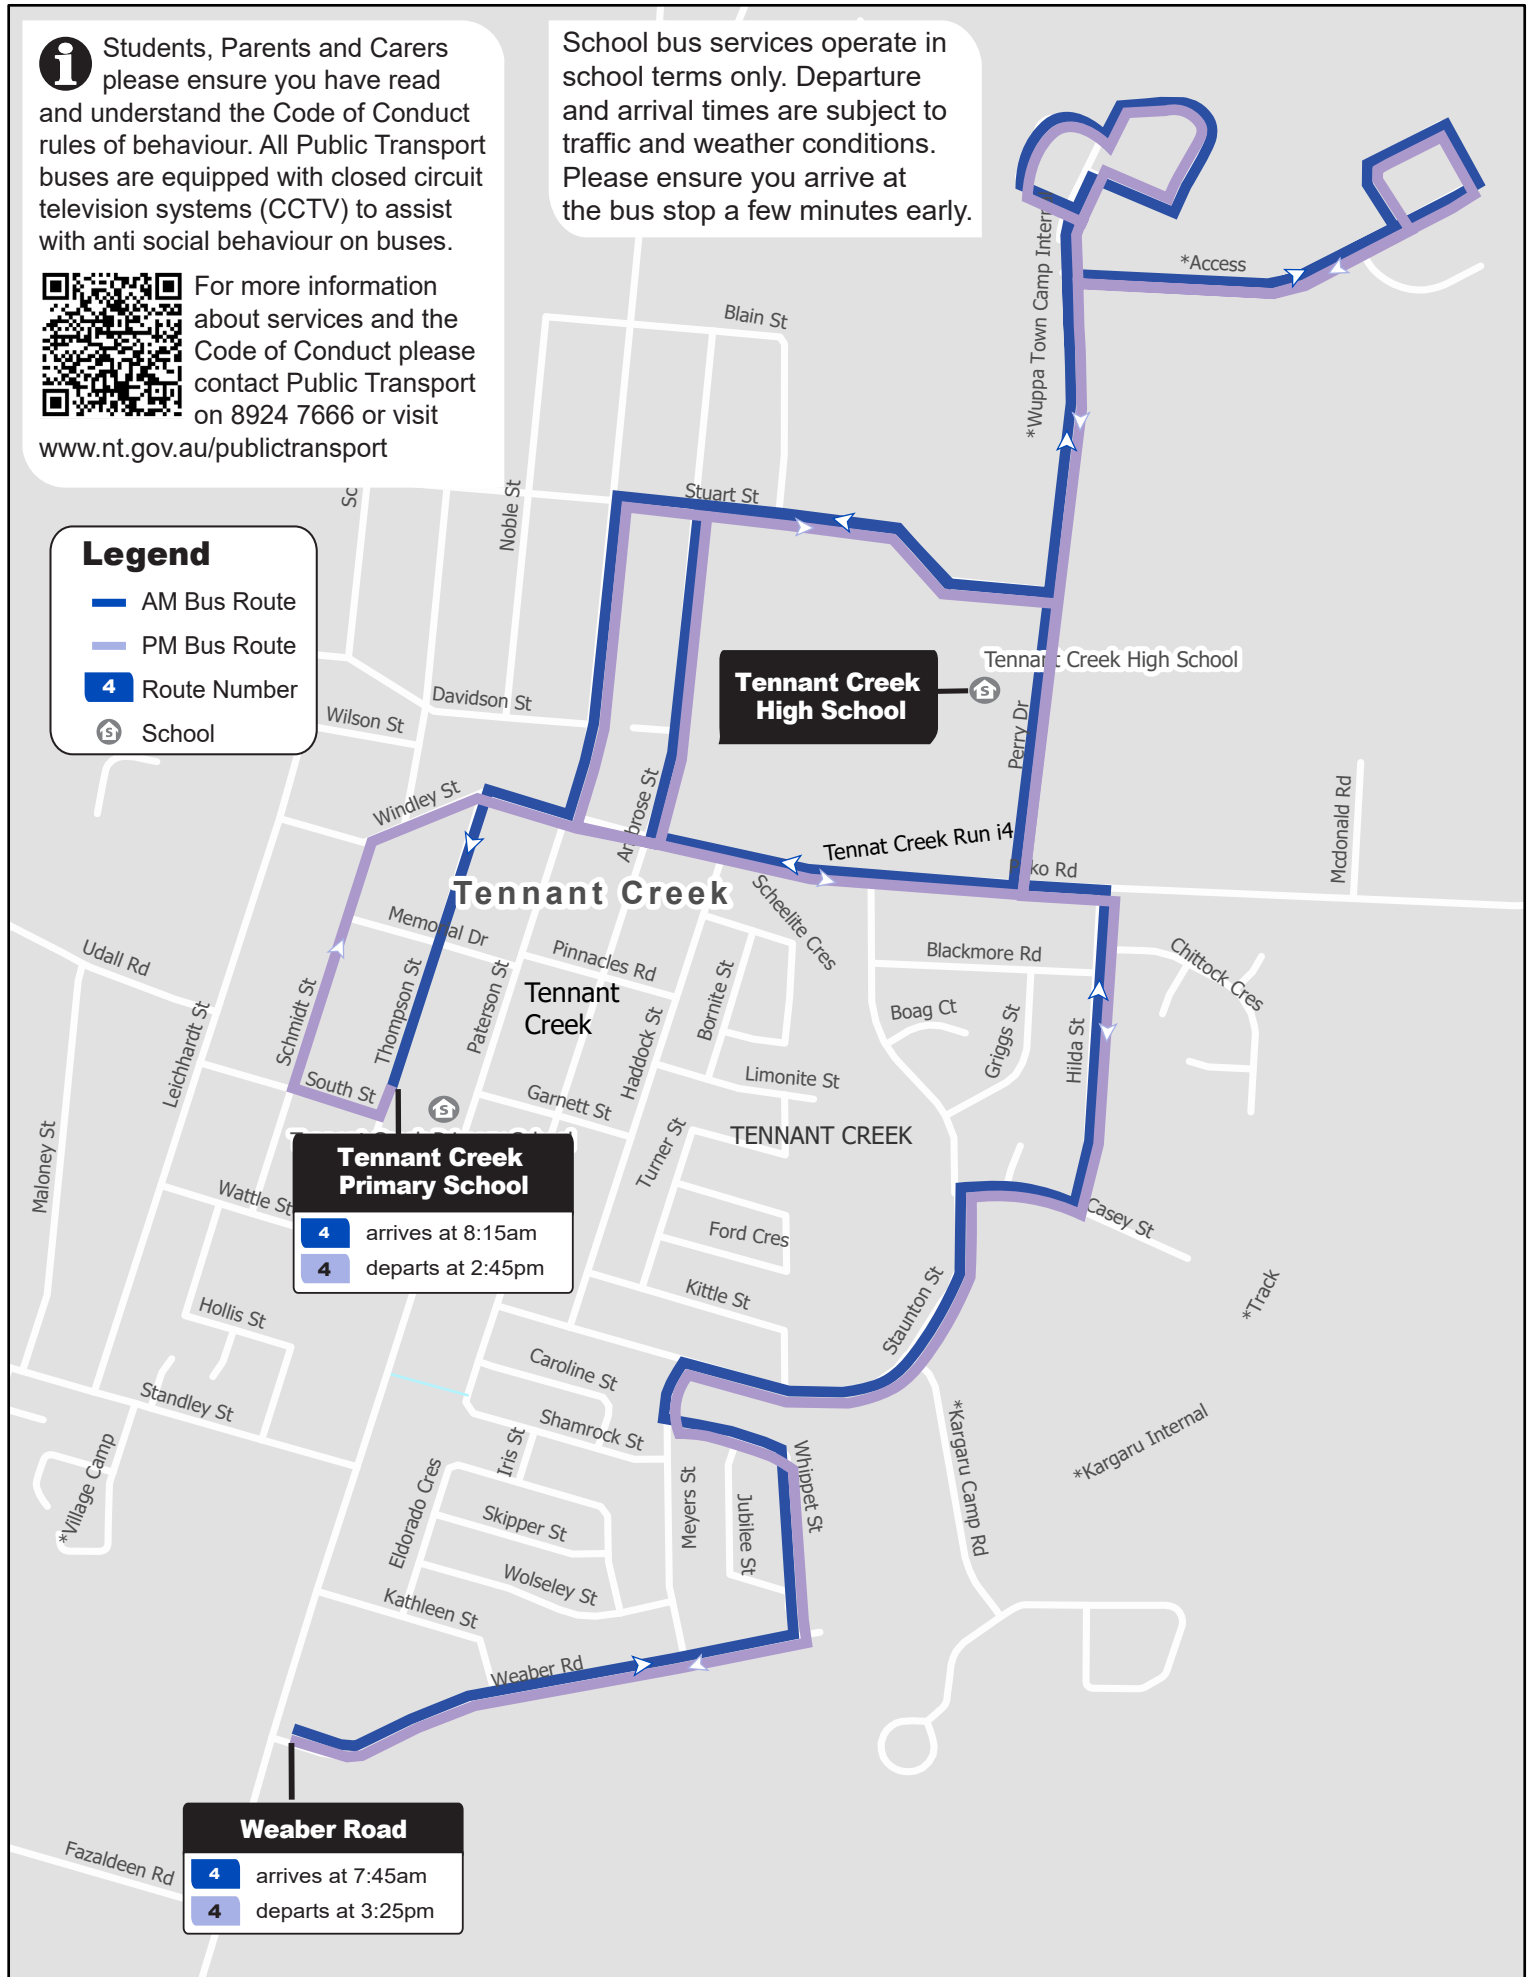 Students, Parents and Carers
please ensure you have read
and understand the Code of Conduct
rules of behaviour. All Public Transport
buses are equipped with closed circuit
television systems (CCTV) to assist
with anti social behaviour on buses.
For more information
about services and the
Code of Conduct please
contact Public Transport
on 8924 7666 or visit
www.nt.gov.au/publictransport
School bus services operate in
school terms only. Departure
and arrival times are subject to
traffic and weather conditions.
Please ensure you arrive at
the bus stop a few minutes early.
Legend
AM Bus Route
PM Bus Route
4 Route Number
S School
*Access
*Wuppa Town Camp Intern
Blain St
Stuart St
Sc
Noble St
Tennant Creek High School
S
Tennant Creek
High School
Davidson St
Wilson St
Perry Dr
Windley St
Ambrose St
Mcdonald Rd
Tennat Creek Run i4
ko Rd
Tennant Creek
Scheelite Cres
Memorial Dr
Pinnacles Rd
Blackmore Rd
Chittock Cres
Udall Rd
Thompson St
Paterson St
Tennant
Creek
Bornite St
Boag Ct
Griggs St
Hilda St
Leichhardt St
Schmidt St
South St
Haddock St
Limonite St
Garnett St
S
TENNANT CREEK
Turner St
Maloney St
Tennant Creek
Primary School
4 arrives at 8:15am
4 departs at 2:45pm
Wattle St
Ford Cres
Casey St
Kittle St
Staunton St
*Track
Hollis St
Caroline St
Standley St
Shamrock St
Iris St
*Village Camp
Eldorado Cres
Skipper St
Wolseley St
Meyers St
Jubilee St
Whippet St
*Kargaru Camp Rd
*Kargaru Internal
Kathleen St
Weaber Rd
Weaber Road
4 arrives at 7:45am
4 departs at 3:25pm
Fazaldeen Rd